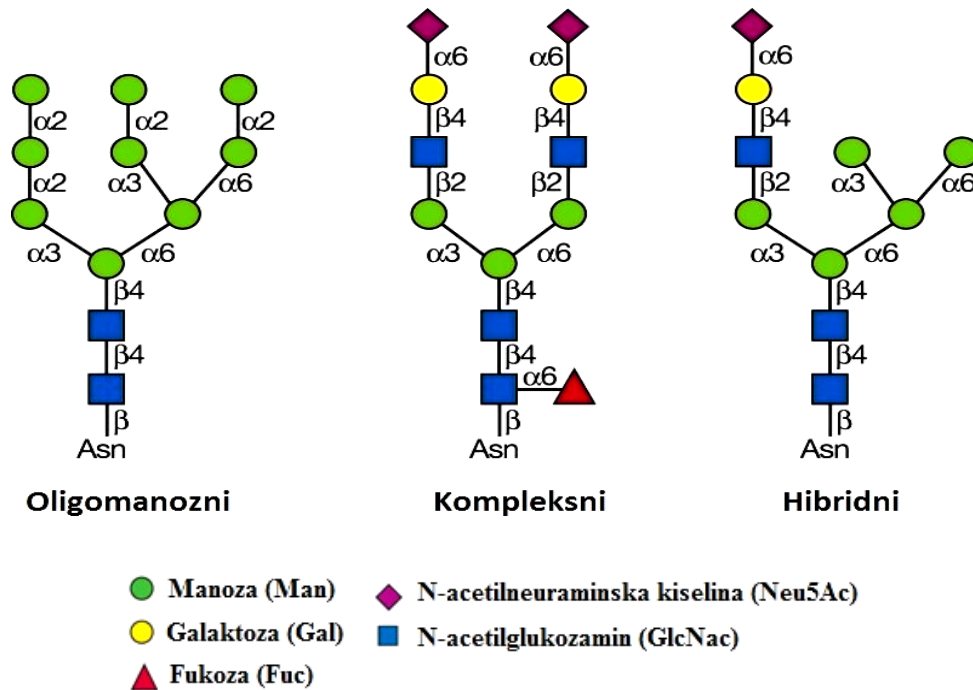 α6 α6 α6
α2 α2 α2 β4 β4 β4
α2 α3 α6 β2 β2 β2 α3 α6
α3 α6 α3 α6 α3 α6
β4 β4 β4
β4 β4 β4
α6
β β β
Asn Asn Asn
Oligomanozni Kompleksni Hibridni
Manoza (Man) N-acetilneuraminska kiselina (Neu5Ac)
Galaktoza (Gal) N-acetilglukozamin (GlcNac)
Fukoza (Fuc)